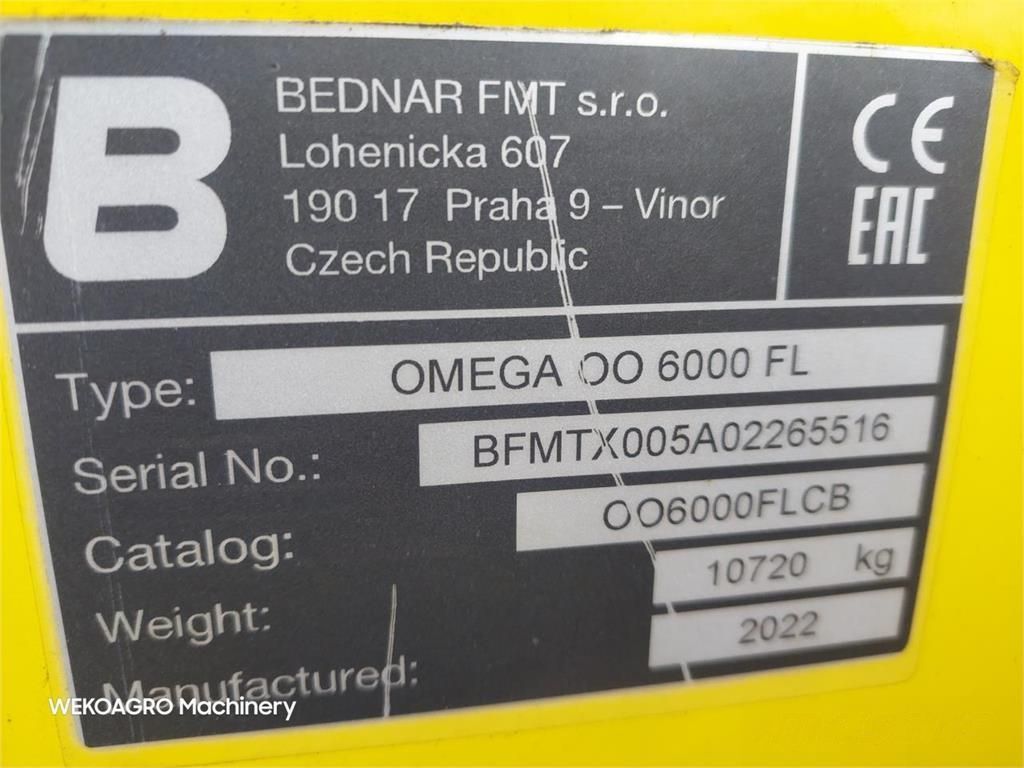 B
BEDNAR FMT s.r.o.
Lohenicka 607
190 17 Praha 9 – Vinor
Czech Republic
CE
EAC
Type: OMEGA OO 6000 FL
Serial No.: BFMTX005A02265516
Catalog: OO6000FLCB
Weight: 10720 kg
Manufactured: 2022
WEKOAGRO Machinery